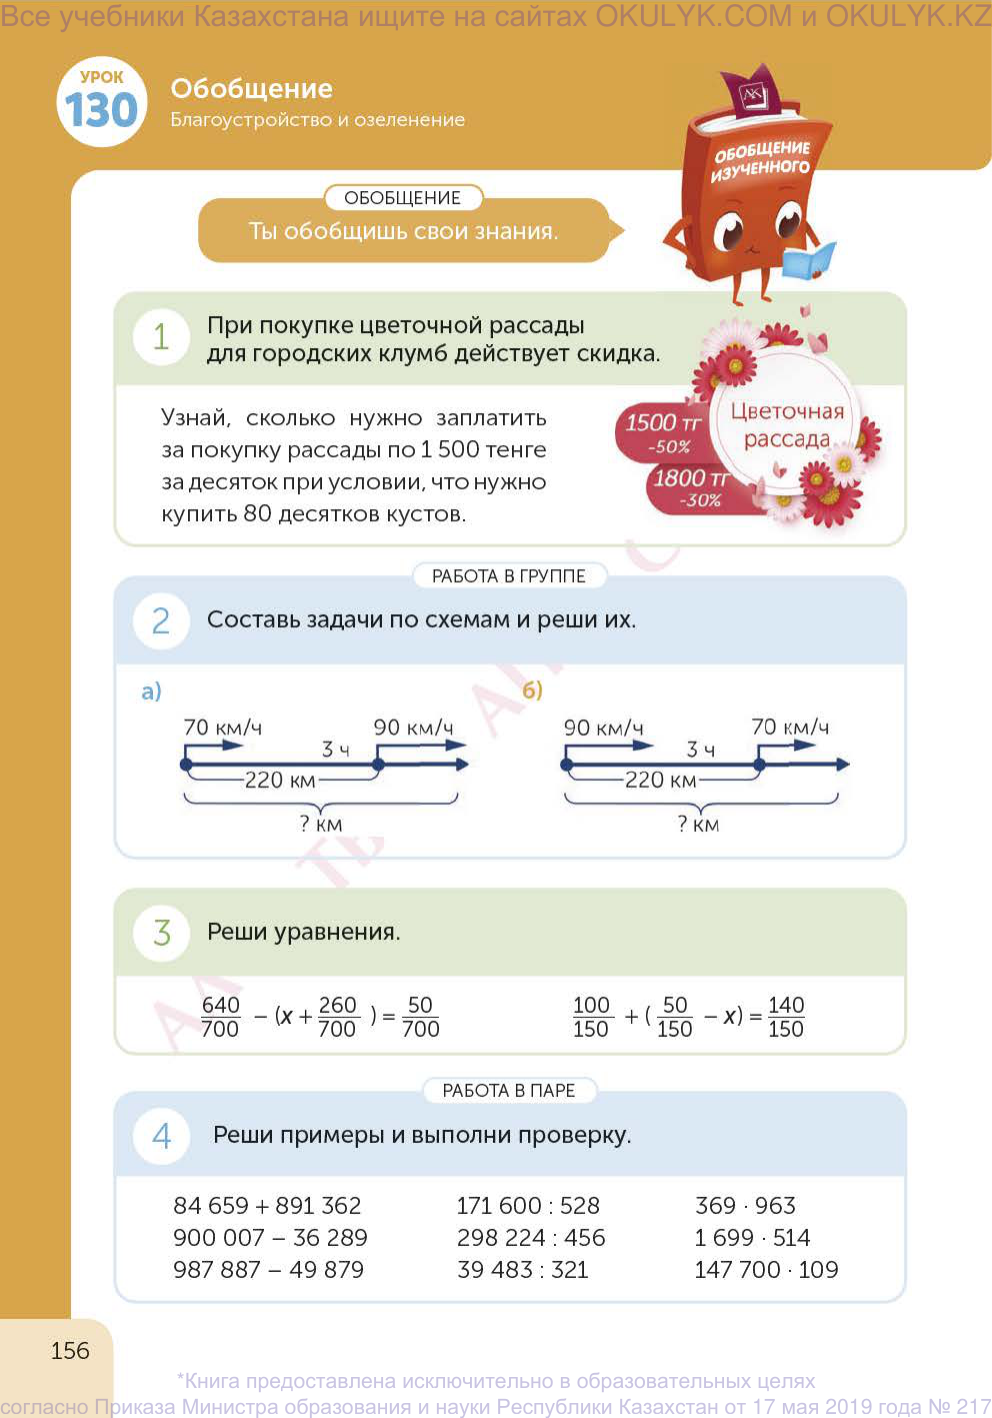 Все учебники Казахстана ищите на сайтах OKULYK.COM и OKULYK.KZ
УРОК
130
Обобщение
Благоустройство и озеленение
ОБОБЩЕНИЕ
ИЗУЧЕННОГО
ОБОБЩЕНИЕ
Ты обобщишь свои знания.
1
При покупке цветочной рассады
для городских клумб действует скидка.
Узнай, сколько нужно заплатить
за покупку рассады по 1 500 тенге
за десяток при условии, что нужно
купить 80 десятков кустов.
1500 тг
-50%
1800 тг
-30%
Цветочная
рассада
РАБОТА В ГРУППЕ
2
Составь задачи по схемам и реши их.
а)
70 км/ч
3 ч
90 км/ч
220 км
? км
б)
90 км/ч
3 ч
70 км/ч
220 км
? км
3
Реши уравнения.
640/700 – (x + 260/700) = 50/700
100/150 + (50/150 – x) = 140/150
РАБОТА В ПАРЕ
4
Реши примеры и выполни проверку.
84 659 + 891 362
900 007 – 36 289
987 887 – 49 879
171 600 : 528
298 224 : 456
39 483 : 321
369 · 963
1 699 · 514
147 700 · 109
156
*Книга предоставлена исключительно в образовательных целях
согласно Приказа Министра образования и науки Республики Казахстан от 17 мая 2019 года № 217